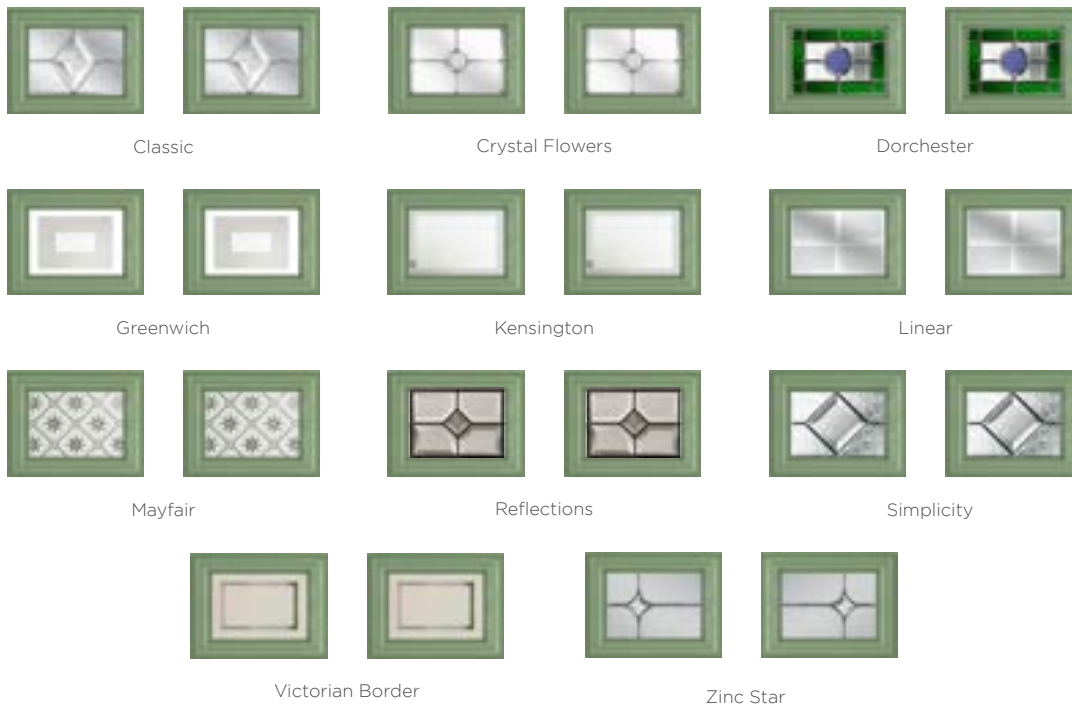 Classic
Crystal Flowers
Dorchester
Greenwich
Kensington
Linear
Mayfair
Reflections
Simplicity
Victorian Border
Zinc Star